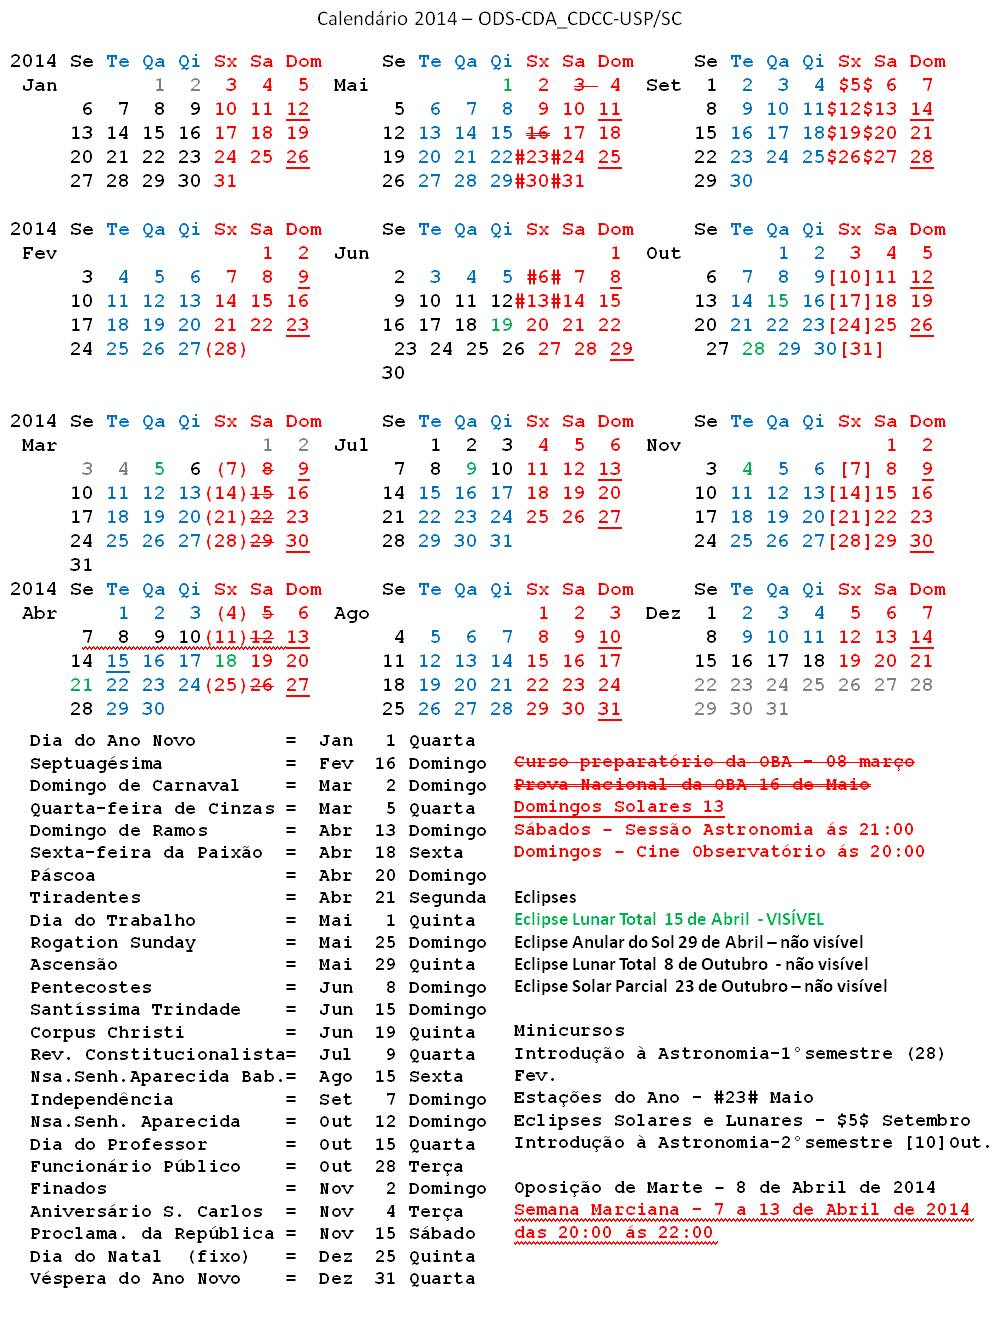 Calendário 2014 – ODS-CDA_CDCC-USP/SC
2014 Se Te Qa Qi Sx Sa Dom Se Te Qa Qi Sx Sa Dom Se Te Qa Qi Sx Sa Dom
Jan 1 2 3 4 5 Mai 1 2 3 4 Set 1 2 3 4 $5$ 6 7
6 7 8 9 10 11 12 5 6 7 8 9 10 11 8 9 10 11$12$13 14
13 14 15 16 17 18 19 12 13 14 15 16 17 18 15 16 17 18$19$20 21
20 21 22 23 24 25 26 19 20 21 22#23#24 25 22 23 24 25$26$27 28
27 28 29 30 31 26 27 28 29#30#31 29 30
2014 Se Te Qa Qi Sx Sa Dom Se Te Qa Qi Sx Sa Dom Se Te Qa Qi Sx Sa Dom
Fev 1 2 Jun 1 Out 1 2 3 4 5
3 4 5 6 7 8 9 2 3 4 5 #6# 7 8 6 7 8 9[10]11 12
10 11 12 13 14 15 16 9 10 11 12#13#14 15 13 14 15 16[17]18 19
17 18 19 20 21 22 23 16 17 18 19 20 21 22 20 21 22 23[24]25 26
24 25 26 27(28) 23 24 25 26 27 28 29 27 28 29 30[31]
30
2014 Se Te Qa Qi Sx Sa Dom Se Te Qa Qi Sx Sa Dom Se Te Qa Qi Sx Sa Dom
Mar 1 2 Jul 1 2 3 4 5 6 Nov 1 2
3 4 5 6 (7) 8 9 7 8 9 10 11 12 13 3 4 5 6 [7] 8 9
10 11 12 13(14)15 16 14 15 16 17 18 19 20 10 11 12 13[14]15 16
17 18 19 20(21)22 23 21 22 23 24 25 26 27 17 18 19 20[21]22 23
24 25 26 27(28)29 30 28 29 30 31 24 25 26 27[28]29 30
31
2014 Se Te Qa Qi Sx Sa Dom Se Te Qa Qi Sx Sa Dom Se Te Qa Qi Sx Sa Dom
Abr 1 2 3 (4) 5 6 Ago 1 2 3 Dez 1 2 3 4 5 6 7
7 8 9 10(11)12 13 4 5 6 7 8 9 10 8 9 10 11 12 13 14
14 15 16 17 18 19 20 11 12 13 14 15 16 17 15 16 17 18 19 20 21
21 22 23 24(25)26 27 18 19 20 21 22 23 24 22 23 24 25 26 27 28
28 29 30 25 26 27 28 29 30 31 29 30 31
Dia do Ano Novo = Jan 1 Quarta
Septuagésima = Fev 16 Domingo
Domingo de Carnaval = Mar 2 Domingo
Quarta-feira de Cinzas = Mar 5 Quarta
Domingo de Ramos = Abr 13 Domingo
Sexta-feira da Paixão = Abr 18 Sexta
Páscoa = Abr 20 Domingo
Tiradentes = Abr 21 Segunda
Dia do Trabalho = Mai 1 Quinta
Rogation Sunday = Mai 25 Domingo
Ascensão = Mai 29 Quinta
Pentecostes = Jun 8 Domingo
Santíssima Trindade = Jun 15 Domingo
Corpus Christi = Jun 19 Quinta
Rev. Constitucionalista= Jul 9 Quarta
Nsa.Senh.Aparecida Bab.= Ago 15 Sexta
Independência = Set 7 Domingo
Nsa.Senh. Aparecida = Out 12 Domingo
Dia do Professor = Out 15 Quarta
Funcionário Público = Out 28 Terça
Finados = Nov 2 Domingo
Aniversário S. Carlos = Nov 4 Terça
Proclama. da República = Nov 15 Sábado
Dia do Natal (fixo) = Dez 25 Quinta
Véspera do Ano Novo = Dez 31 Quarta
Curso preparatório da OBA – 08 março
Prova Nacional da OBA 16 de Maio
Domingos Solares 13
Sábados – Sessão Astronomia ás 21:00
Domingos – Cine Observatório ás 20:00
Eclipses
Eclipse Lunar Total 15 de Abril - VISÍVEL
Eclipse Anular do Sol 29 de Abril – não visível
Eclipse Lunar Total 8 de Outubro - não visível
Eclipse Solar Parcial 23 de Outubro – não visível
Minicursos
Introdução à Astronomia-1°semestre (28)
Fev.
Estações do Ano – #23# Maio
Eclipses Solares e Lunares – $5$ Setembro
Introdução à Astronomia-2°semestre [10]Out.
Oposição de Marte – 8 de Abril de 2014
Semana Marciana – 7 a 13 de Abril de 2014
das 20:00 ás 22:00